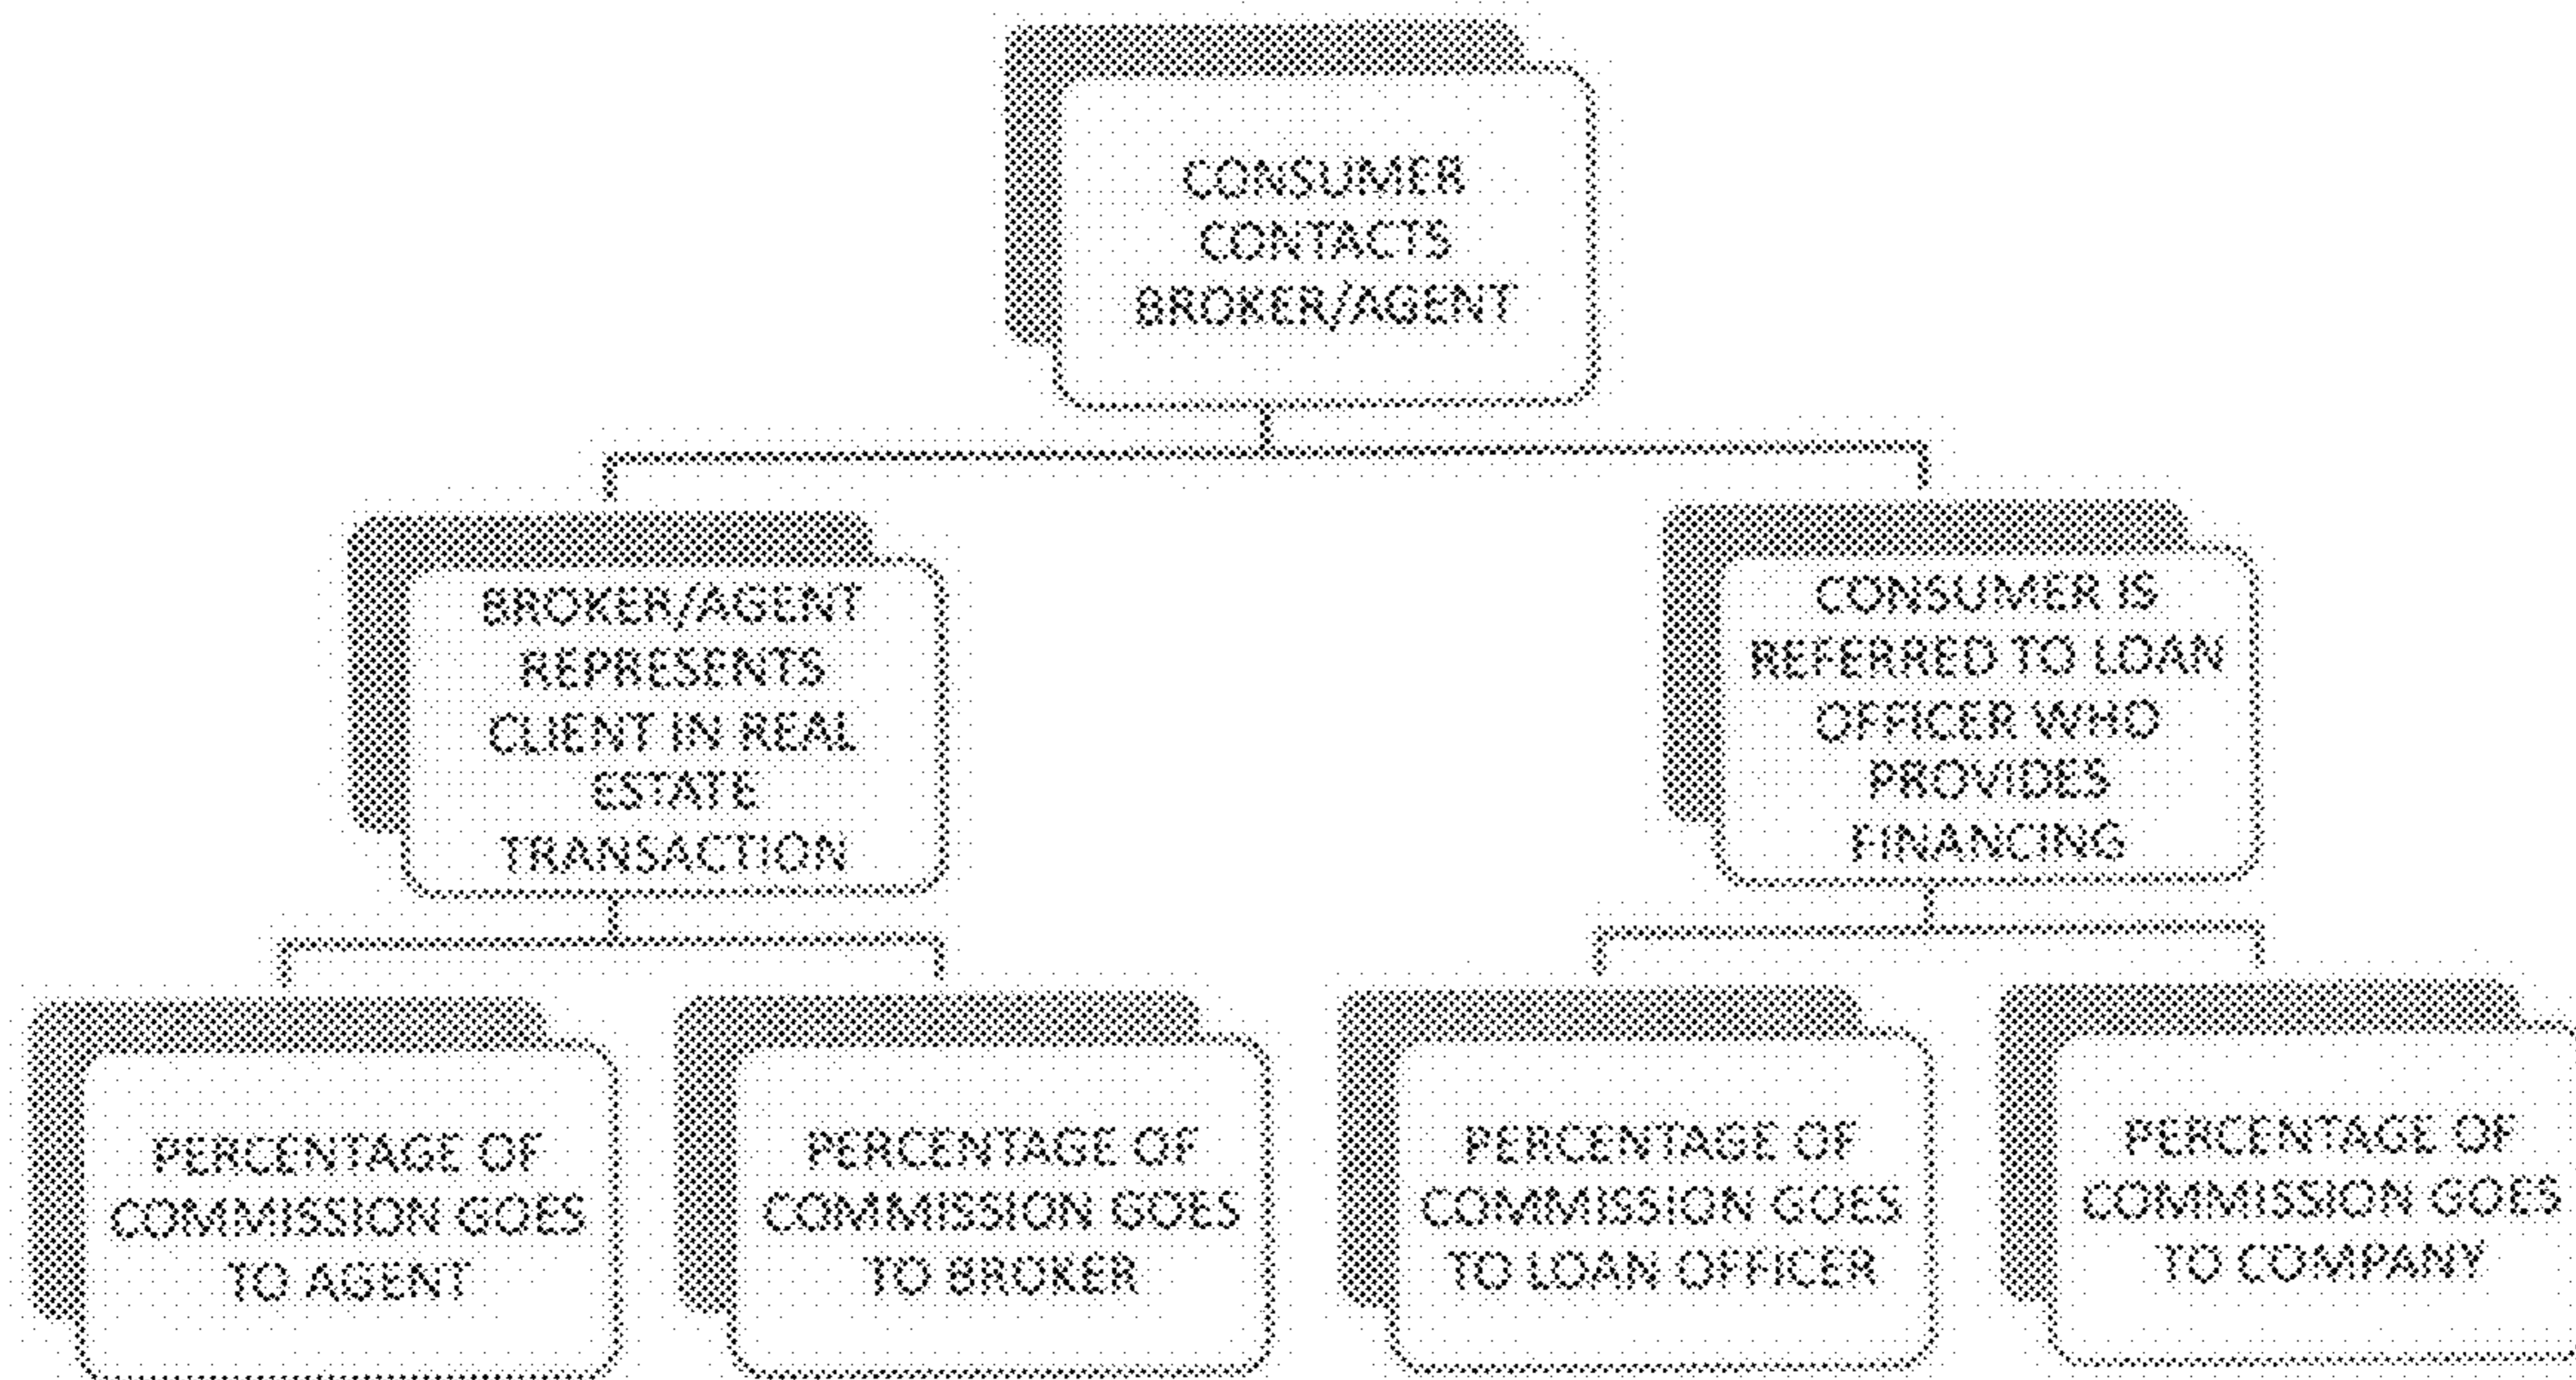 CONSUMER
CONTACTS
BROKER/AGENT
BROKER/AGENT
REPRESENTS
CLIENT IN REAL
ESTATE
TRANSACTION
CONSUMER IS
REFERRED TO LOAN
OFFICER WHO
PROVIDES
FINANCING
PERCENTAGE OF
COMMISSION GOES
TO AGENT
PERCENTAGE OF
COMMISSION GOES
TO BROKER
PERCENTAGE OF
COMMISSION GOES
TO LOAN OFFICER
PERCENTAGE OF
COMMISSION GOES
TO COMPANY